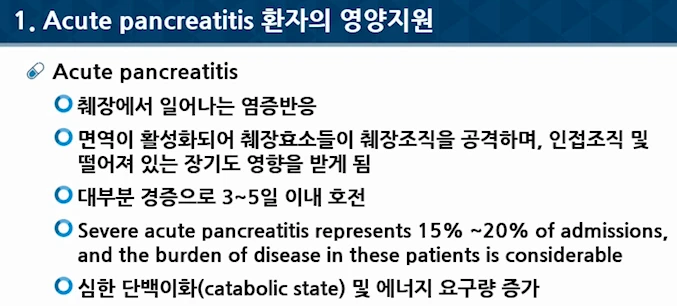 1. Acute pancreatitis 환자의 영양지원
Acute pancreatitis
췌장에서 일어나는 염증반응
면역이 활성화되어 췌장효소들이 췌장조직을 공격하며, 인접조직 및
떨어져 있는 장기도 영향을 받게 됨
대부분 경증으로 3~5일 이내 호전
Severe acute pancreatitis represents 15% ~20% of admissions,
and the burden of disease in these patients is considerable
심한 단백이화(catabolic state) 및 에너지 요구량 증가